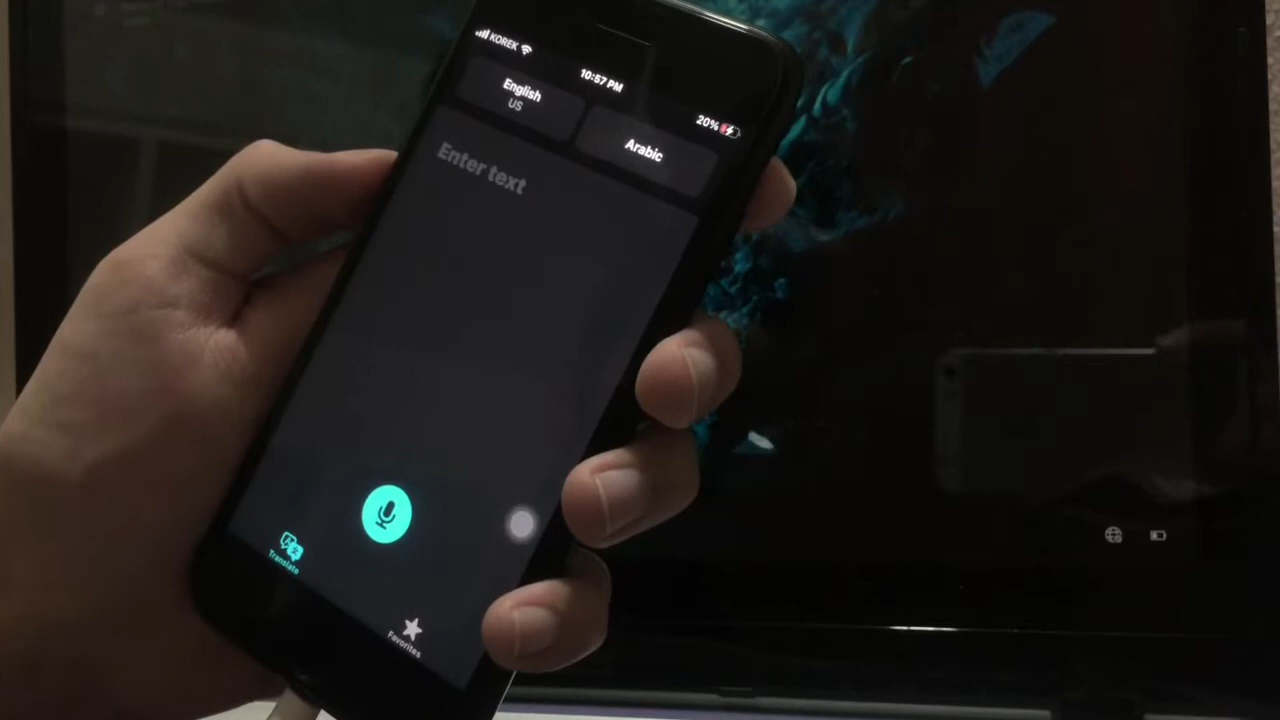 KOREK
10:57 PM
20%
English
US
Arabic
Enter text
Translate
Favorites